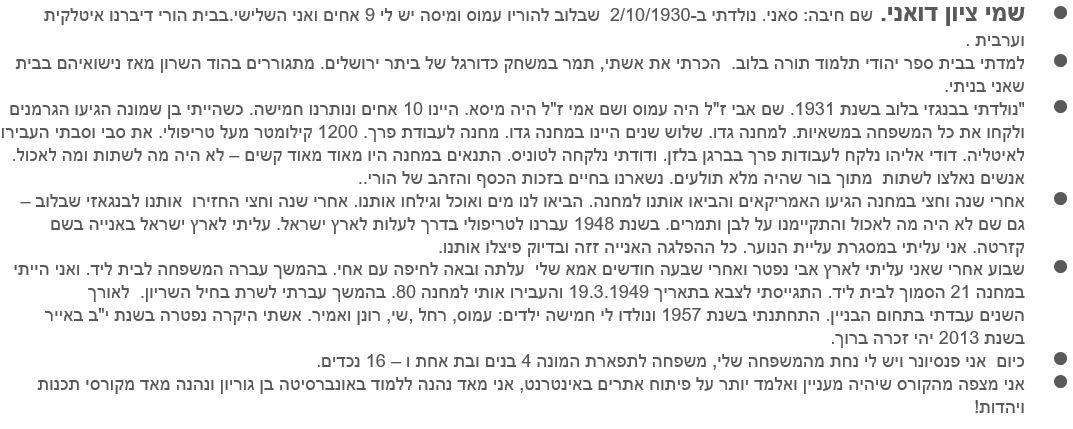 שמי ציון דואני. שם חיבה: סאני. נולדתי ב-2/10/1930 שבלוב להוריו עמוס ומיסה יש לי 9 אחים ואני השלישי.בבית הורי דיברנו איטלקית
וערבית .
למדתי בבית ספר יהודי תלמוד תורה בלוב. הכרתי את אשתי, תמר במשחק כדורגל של ביתר ירושלים. מתגוררים בהוד השרון מאז נישואיהם בבית
שאני בניתי.
"נולדתי בבנגזי בלוב בשנת 1931. שם אבי ז"ל היה עמוס ושם אמי ז"ל היה מיסא. היינו 10 אחים ונותרנו חמישה. כשהייתי בן שמונה הגיעו הגרמנים
ולקחו את כל המשפחה במשאיות. למחנה גדו. שלוש שנים היינו במחנה גדו. מחנה לעבודת פרך. 1200 קילומטר מעל טריפולי. את סבי וסבתי העבירו
לאיטליה. דודי אליהו נלקח לעבודות פרך בברגן בלזן. ודודתי נלקחה לטוניס. התנאים במחנה היו מאוד מאוד קשים – לא היה מה לשתות ומה לאכול.
אנשים נאלצו לשתות מתוך בור שהיה מלא תולעים. נשארנו בחיים בזכות הכסף והזהב של הורי..
אחרי שנה וחצי במחנה הגיעו האמריקאים והביאו אותנו למחנה. הביאו לנו מים ואוכל וגילחו אותנו. אחרי שנה וחצי החזירו אותנו לבנגאזי שבלוב –
גם שם לא היה מה לאכול והתקיימנו על לבן ותמרים. בשנת 1948 עברנו לטריפולי בדרך לעלות לארץ ישראל. עליתי לארץ ישראל באנייה בשם
קזרטה. אני עליתי במסגרת עליית הנוער. כל ההפלגה האנייה זזה ובדיוק פיצלו אותנו.
שבוע אחרי שאני עליתי לארץ אבי נפטר ואחרי שבעה חודשים אמא שלי עלתה ובאה לחיפה עם אחי. בהמשך עברה המשפחה לבית ליד. ואני הייתי
במחנה 21 הסמוך לבית ליד. התגייסתי לצבא בתאריך 19.3.1949 והעבירו אותי למחנה 80. בהמשך עברתי לשרת בחיל השריון. לאורך
השנים עבדתי בתחום הבניין. התחתנתי בשנת 1957 ונולדו לי חמישה ילדים: עמוס, רחל ,שי, רונן ואמיר. אשתי היקרה נפטרה בשנת י"ב באייר
בשנת 2013 יהי זכרה ברוך.
כיום אני פנסיונר ויש לי נחת מהמשפחה שלי, משפחה לתפארת המונה 4 בנים ובת אחת ו – 16 נכדים.
אני מצפה מהקורס שיהיה מעניין ואלמד יותר על פיתוח אתרים באינטרנט, אני מאד נהנה ללמוד באונברסיטה בן גוריון ונהנה מאד מקורסי תכנות
ויהדות!